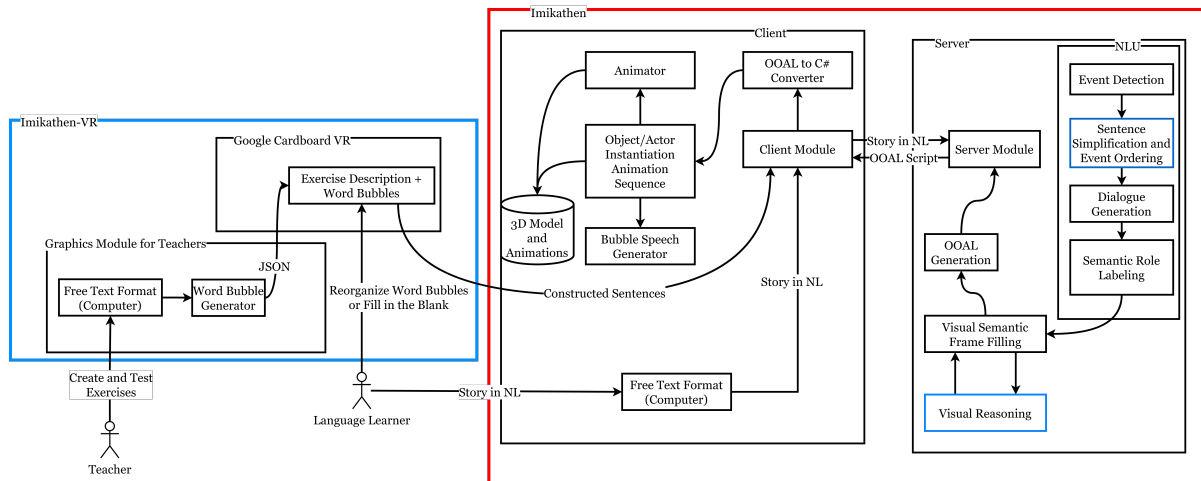 Imikathen
Client
Server
NLU
Animator
OOAL to C#
Converter
Event Detection
Imikathen-VR
Google Cardboard VR
Object/Actor
Instantiation
Animation
Sequence
Client Module
Story in NL
OOAL Script
Server Module
Sentence
Simplification and
Event Ordering
Exercise Description +
Word Bubbles
Dialogue
Generation
3D Model
and
Animations
Bubble Speech
Generator
OOAL
Generation
Semantic Role
Labeling
Graphics Module for Teachers
JSON
Free Text Format
(Computer)
Word Bubble
Generator
Reorganize Word Bubbles
or Fill in the Blank
Constructed Sentences
Story in NL
Visual Semantic
Frame Filling
Create and Test
Exercises
Story in NL
Free Text Format
(Computer)
Visual Reasoning
Language Learner
Teacher